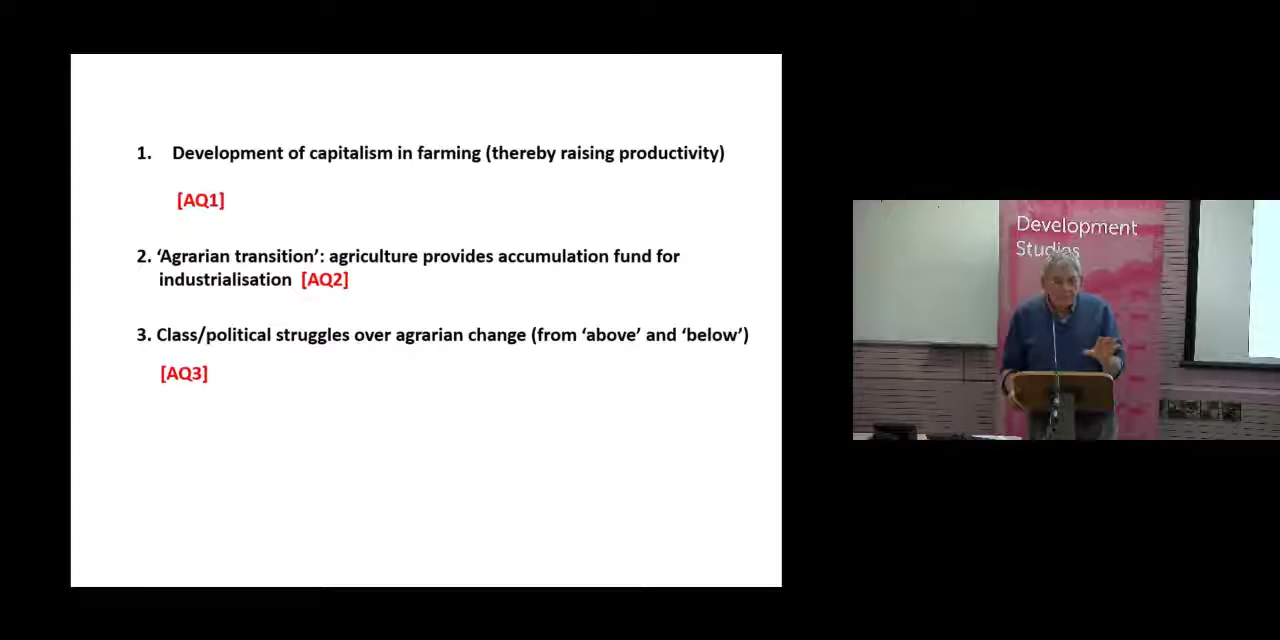 1. Development of capitalism in farming (thereby raising productivity)
[AQ1]
2. ‘Agrarian transition’: agriculture provides accumulation fund for
industrialisation [AQ2]
3. Class/political struggles over agrarian change (from ‘above’ and ‘below’)
[AQ3]
Development
Studies